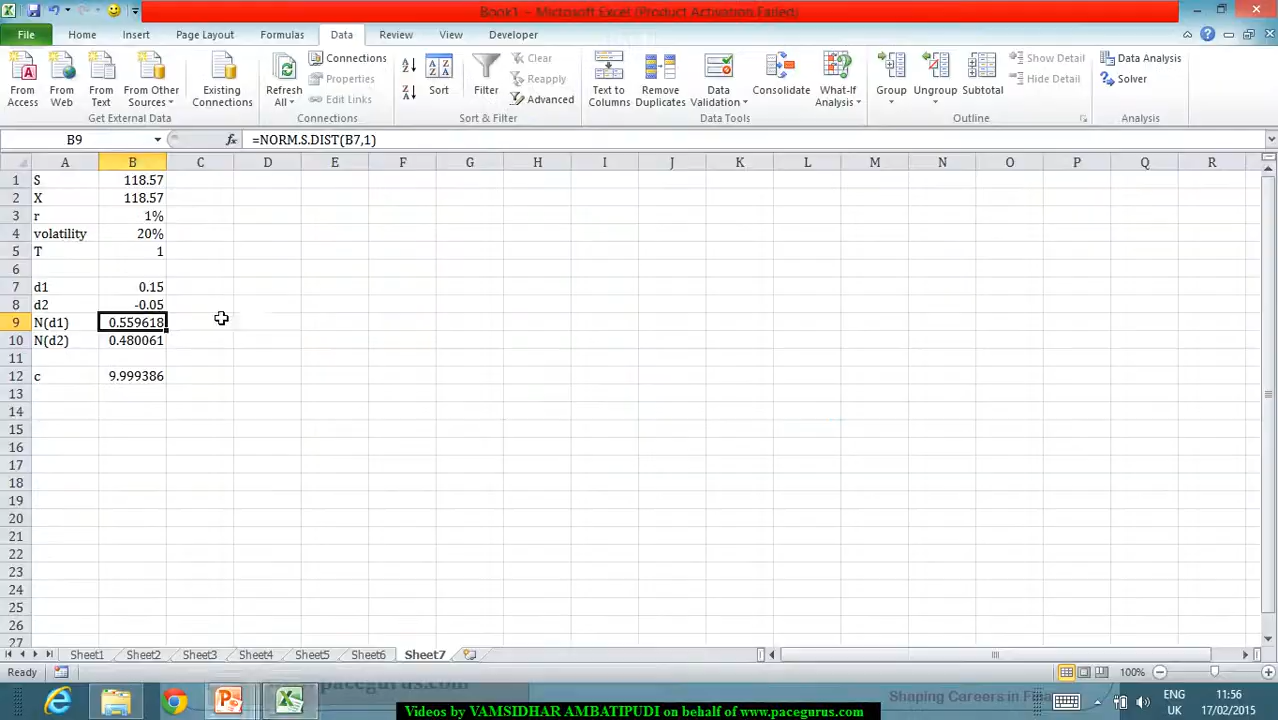 Book1 - Microsoft Excel (Product Activation Failed)
File Home Insert Page Layout Formulas Data Review View Developer
From Access
From Web
From Text
From Other Sources
Existing Connections
Get External Data
Refresh All
Connections
Properties
Edit Links
Connections
Sort
Filter
Clear
Reapply
Advanced
Sort & Filter
Text to Columns
Remove Duplicates
Data Validation
Consolidate
What-If Analysis
Data Tools
Group
Ungroup
Subtotal
Show Detail
Hide Detail
Outline
Data Analysis
Solver
Analysis
B9 fx =NORM.S.DIST(B7,1)
A B C D E F G H I J K L M N O P Q R
1 S 118.57
2 X 118.57
3 r 1%
4 volatility 20%
5 T 1
6
7 d1 0.15
8 d2 -0.05
9 N(d1) 0.559618
10 N(d2) 0.480061
11
12 c 9.999386
13
14
15
16
17
18
19
20
21
22
23
24
25
26
27
Sheet1 Sheet2 Sheet3 Sheet4 Sheet5 Sheet6 Sheet7
Ready 100%
pacegurus.com
Shaping Careers in
ENG 11:56
UK 17/02/2015
Videos by VAMSIDHAR AMBATIPUDI on behalf of www.pacegurus.com